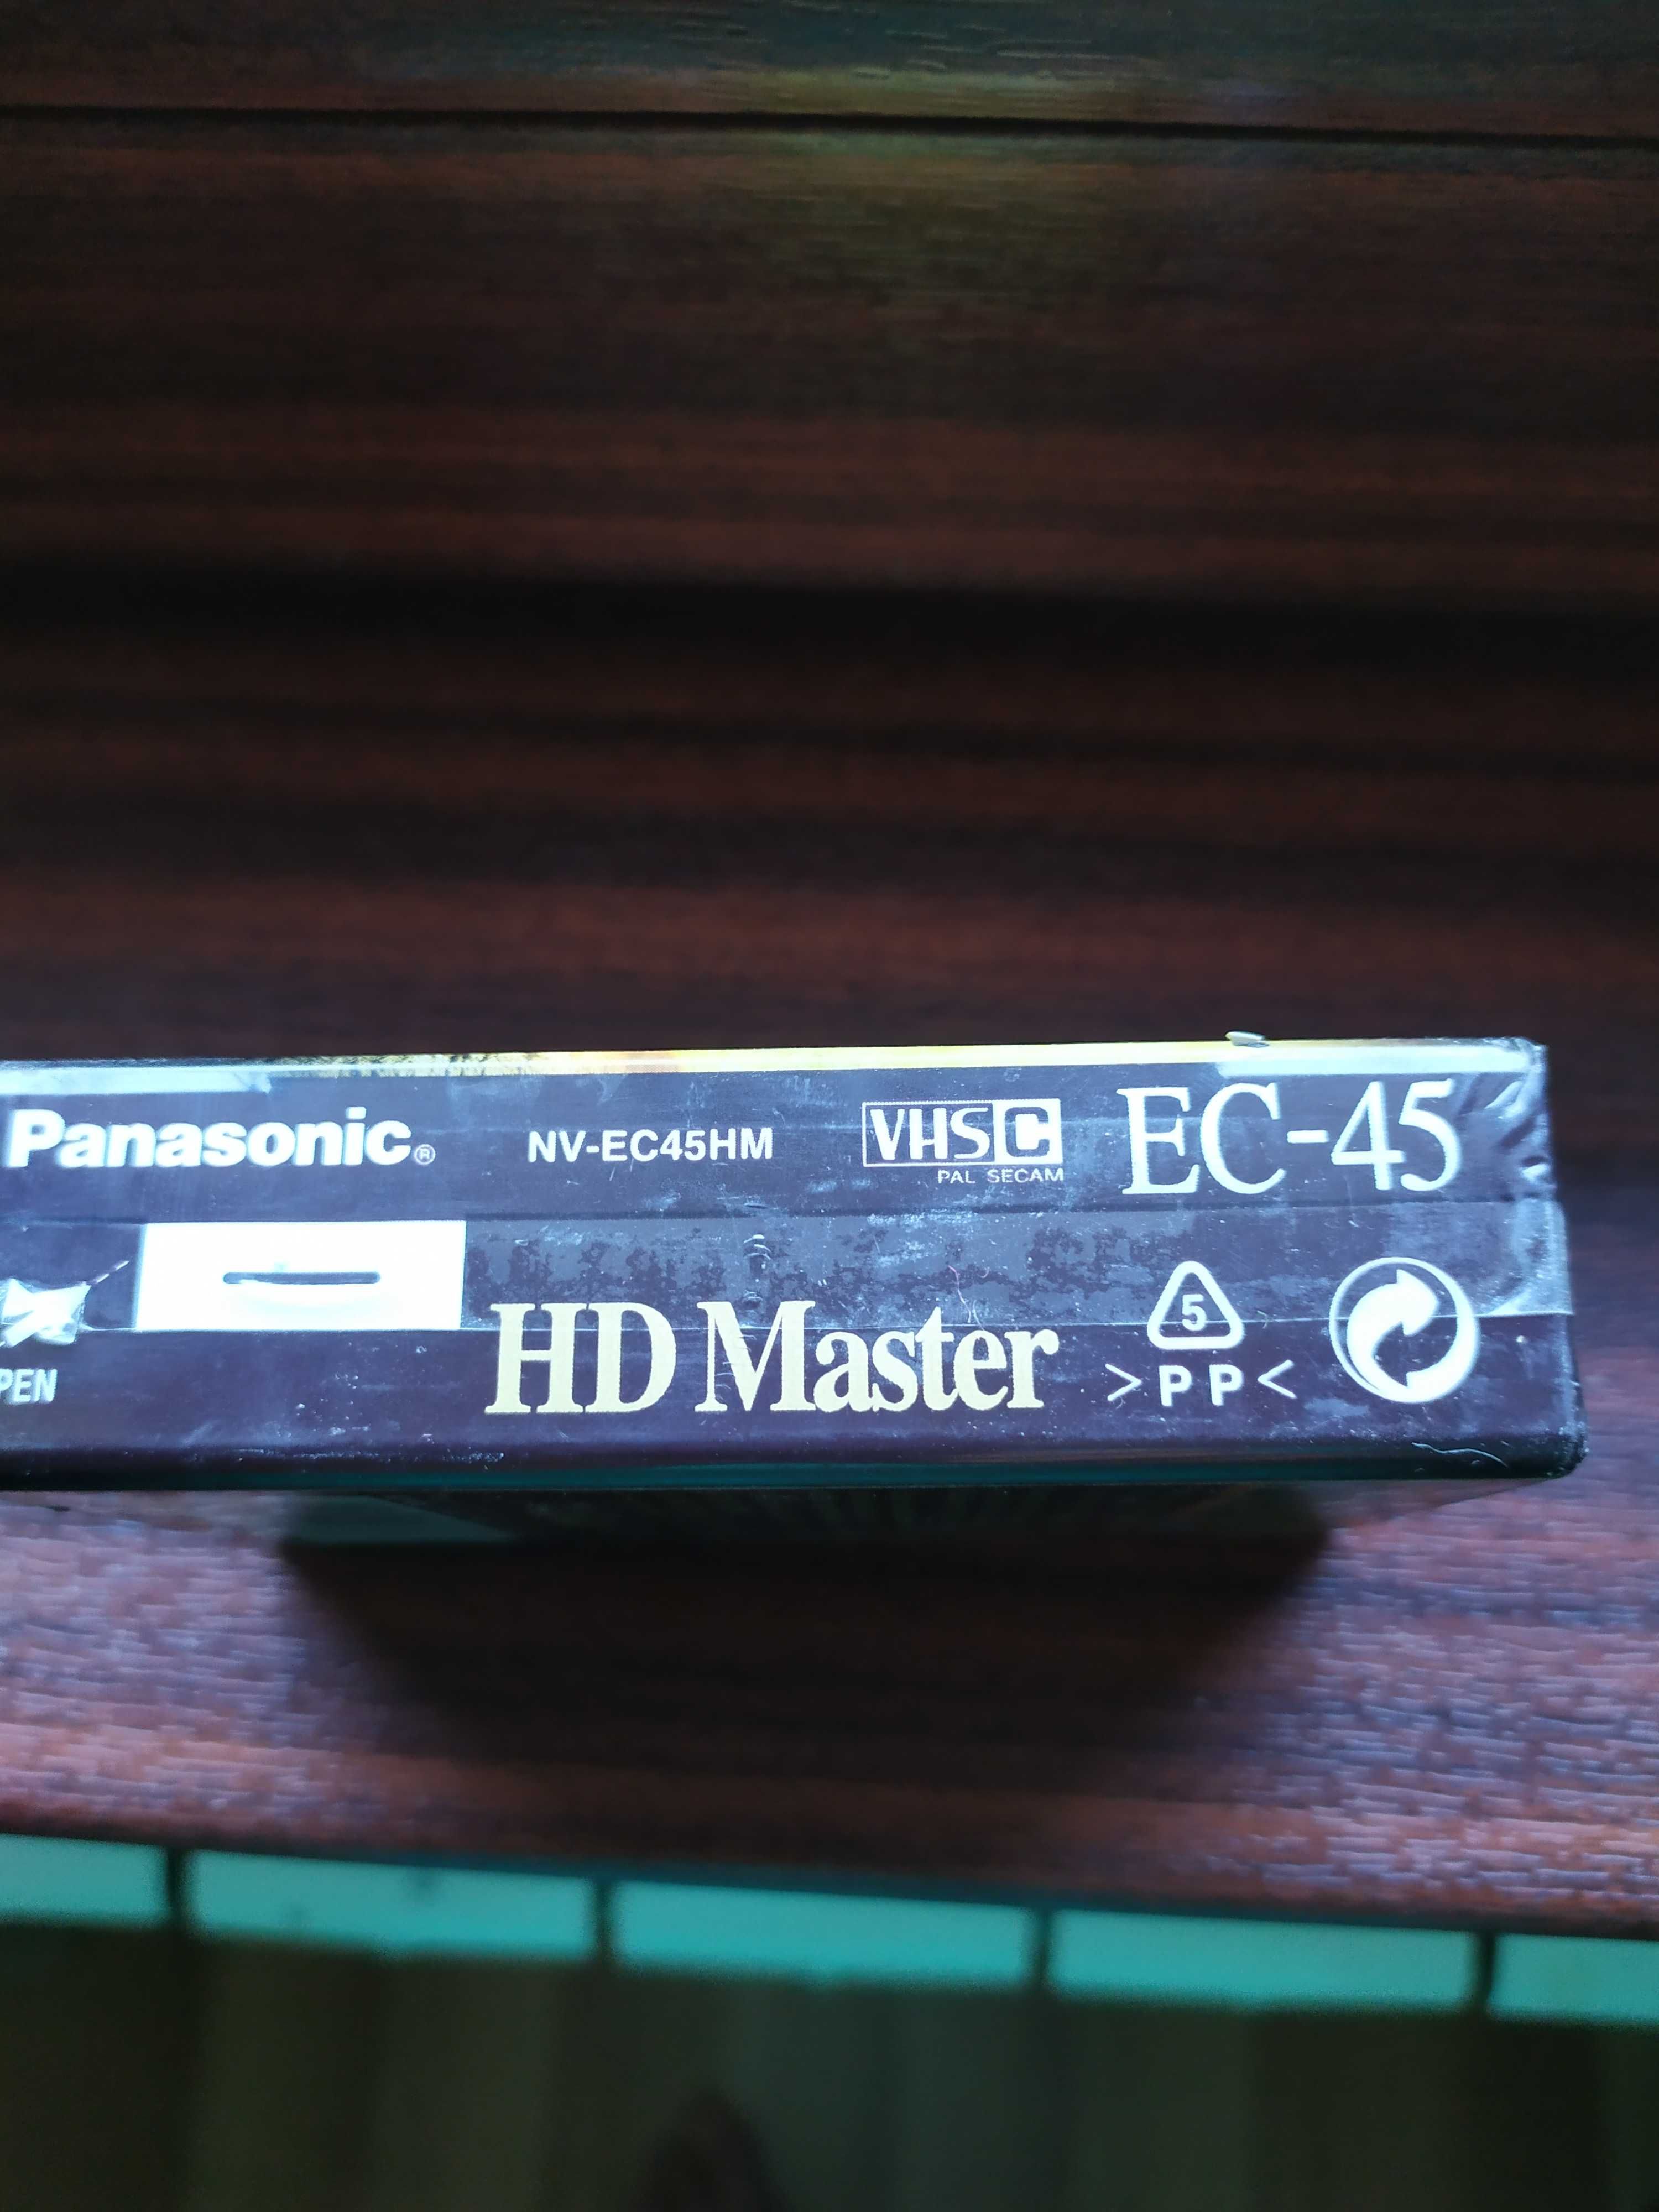 Panasonic®
NV-EC45HM
VHSC
PAL SECAM
EC-45
PEN
HD Master
5
>PP<